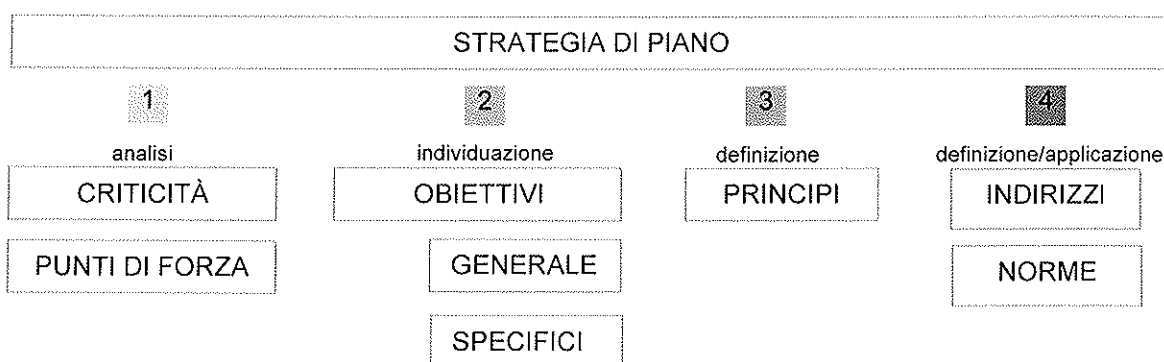 STRATEGIA DI PIANO
1 2 3 4
analisi individuazione definizione definizione/applicazione
CRITICITÀ OBIETTIVI PRINCIPI INDIRIZZI
PUNTI DI FORZA GENERALE NORME
SPECIFICI